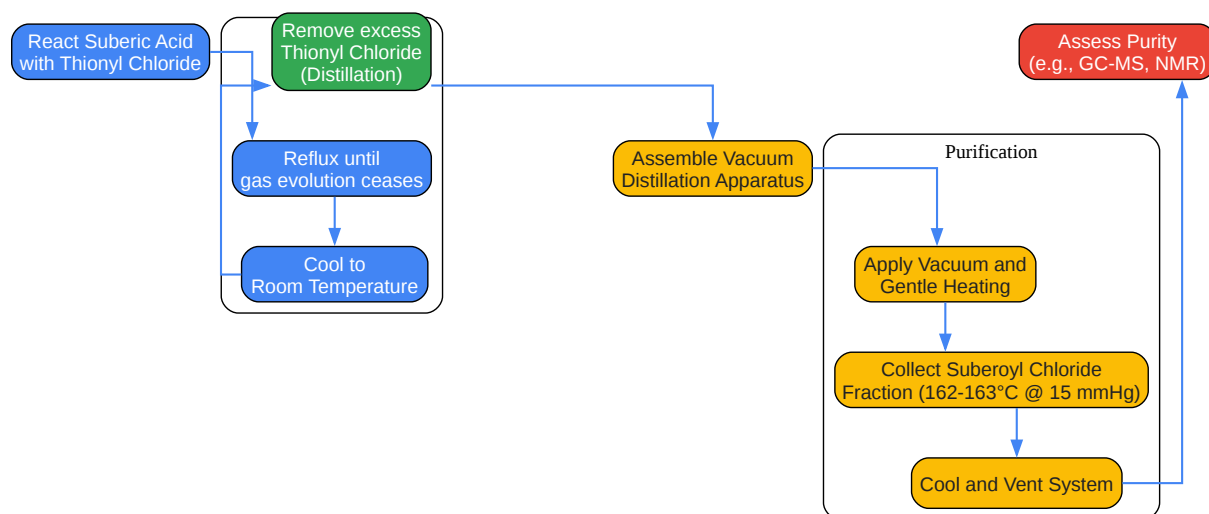 React Suberic Acid
with Thionyl Chloride
Remove excess
Thionyl Chloride
(Distillation)
Reflux until
gas evolution ceases
Cool to
Room Temperature
Assemble Vacuum
Distillation Apparatus
Purification
Apply Vacuum and
Gentle Heating
Collect Suberoyl Chloride
Fraction (162-163°C @ 15 mmHg)
Cool and Vent System
Assess Purity
(e.g., GC-MS, NMR)